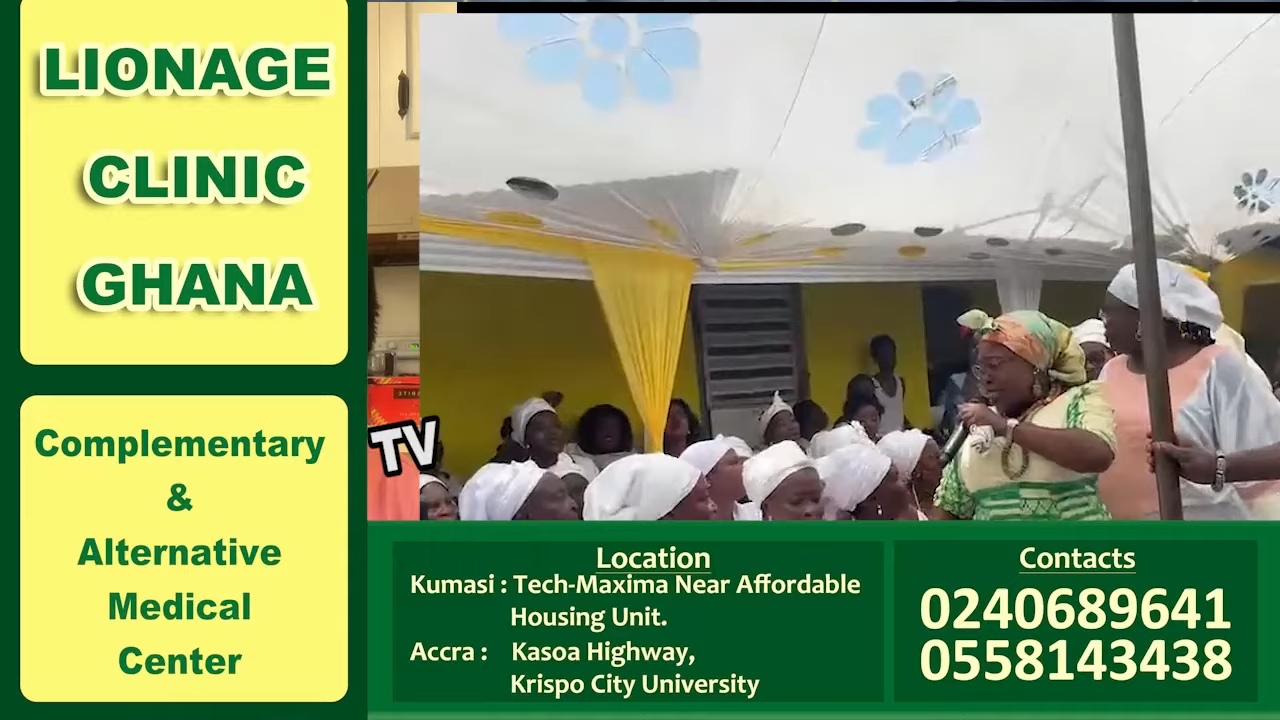 LIONAGE
CLINIC
GHANA
Complementary
&
Alternative
Medical
Center
TV
Location
Kumasi : Tech-Maxima Near Affordable
Housing Unit.
Accra : Kasoa Highway,
Krispo City University
Contacts
0240689641
0558143438